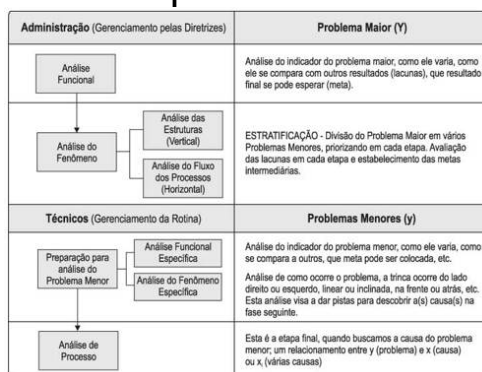 Administração (Gerenciamento pelas Diretrizes)
Problema Maior (Y)
Análise
Funcional
Análise do indicador do problema maior, como ele varia, como
ele se compara com outros resultados (lacunas), que resultado
final se pode esperar (meta).
Análise do
Fenômeno
Análise das
Estruturas
(Vertical)
Análise do Fluxo
dos Processos
(Horizontal)
ESTRATIFICAÇÃO - Divisão do Problema Maior em vários
Problemas Menores, priorizando em cada etapa. Avaliação
das lacunas em cada etapa e estabelecimento das metas
intermediárias.
Técnicos (Gerenciamento da Rotina)
Problemas Menores (y)
Preparação para
análise do
Problema Menor
Análise Funcional
Específica
Análise do Fenômeno
Específica
Análise do indicador do problema menor, como ele varia, como
se compara a outros, que meta pode ser colocada, etc.
Análise de como ocorre o problema, a trinca ocorre do lado
direito ou esquerdo, linear ou inclinada, na frente ou atrás, etc.
Esta análise visa a dar pistas para descobrir a(s) causa(s) na
fase seguinte.
Análise de
Processo
Esta é a etapa final, quando buscamos a causa do problema
menor; um relacionamento entre y (problema) e x (causa)
ou x, (várias causas)